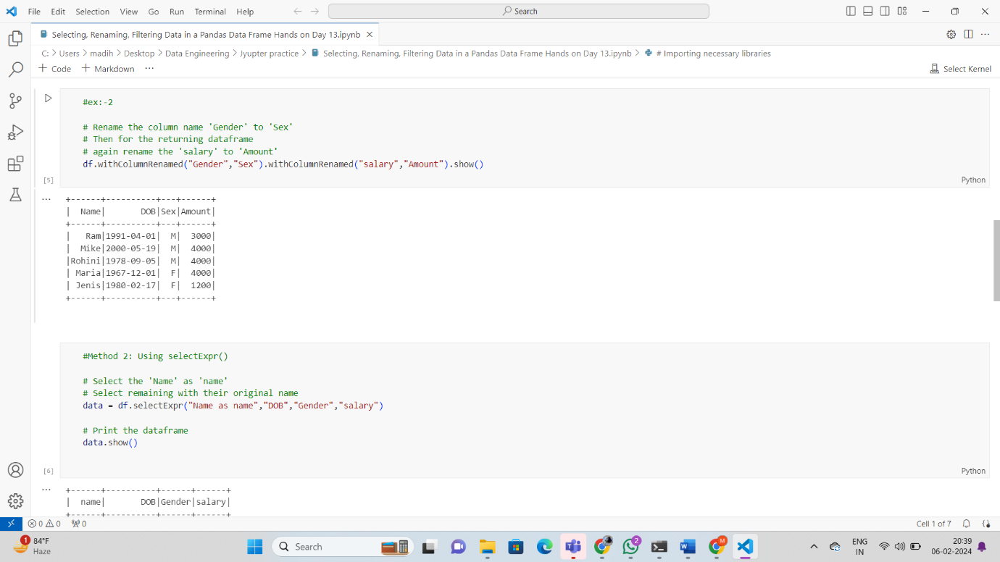 File Edit Selection View Go Run Terminal Help
Search
Selecting, Renaming, Filtering Data in a Pandas Data Frame Hands on Day 13.ipynb
C: > Users > madih > Desktop > Data Engineering > Jyupter practice > Selecting, Renaming, Filtering Data in a Pandas Data Frame Hands on Day 13.ipynb > # Importing necessary libraries
+ Code + Markdown ...
Select Kernel
#ex:-2
# Rename the column name 'Gender' to 'Sex'
# Then for the returning dataframe
# again rename the 'salary' to 'Amount'
df.withColumnRenamed("Gender","Sex").withColumnRenamed("salary","Amount").show()
[5]
Python
+------+----------+---+------+
|  Name|       DOB|Sex|Amount|
+------+----------+---+------+
|   Ram|1991-04-01|  M|  3000|
|  Mike|2000-05-19|  M|  4000|
|Rohini|1978-09-05|  M|  4000|
| Maria|1967-12-01|  F|  4000|
| Jenis|1980-02-17|  F|  1200|
+------+----------+---+------+
#Method 2: Using selectExpr()
# Select the 'Name' as 'name'
# Select remaining with their original name
data = df.selectExpr("Name as name","DOB","Gender","salary")
# Print the dataframe
data.show()
[6]
Python
+------+----------+------+------+
|  name|       DOB|Gender|salary|
+------+----------+------+------+
0 0 0
Cell 1 of 7
1
84°F
Haze
Search
2
M
ENG
IN
20:39
06-02-2024